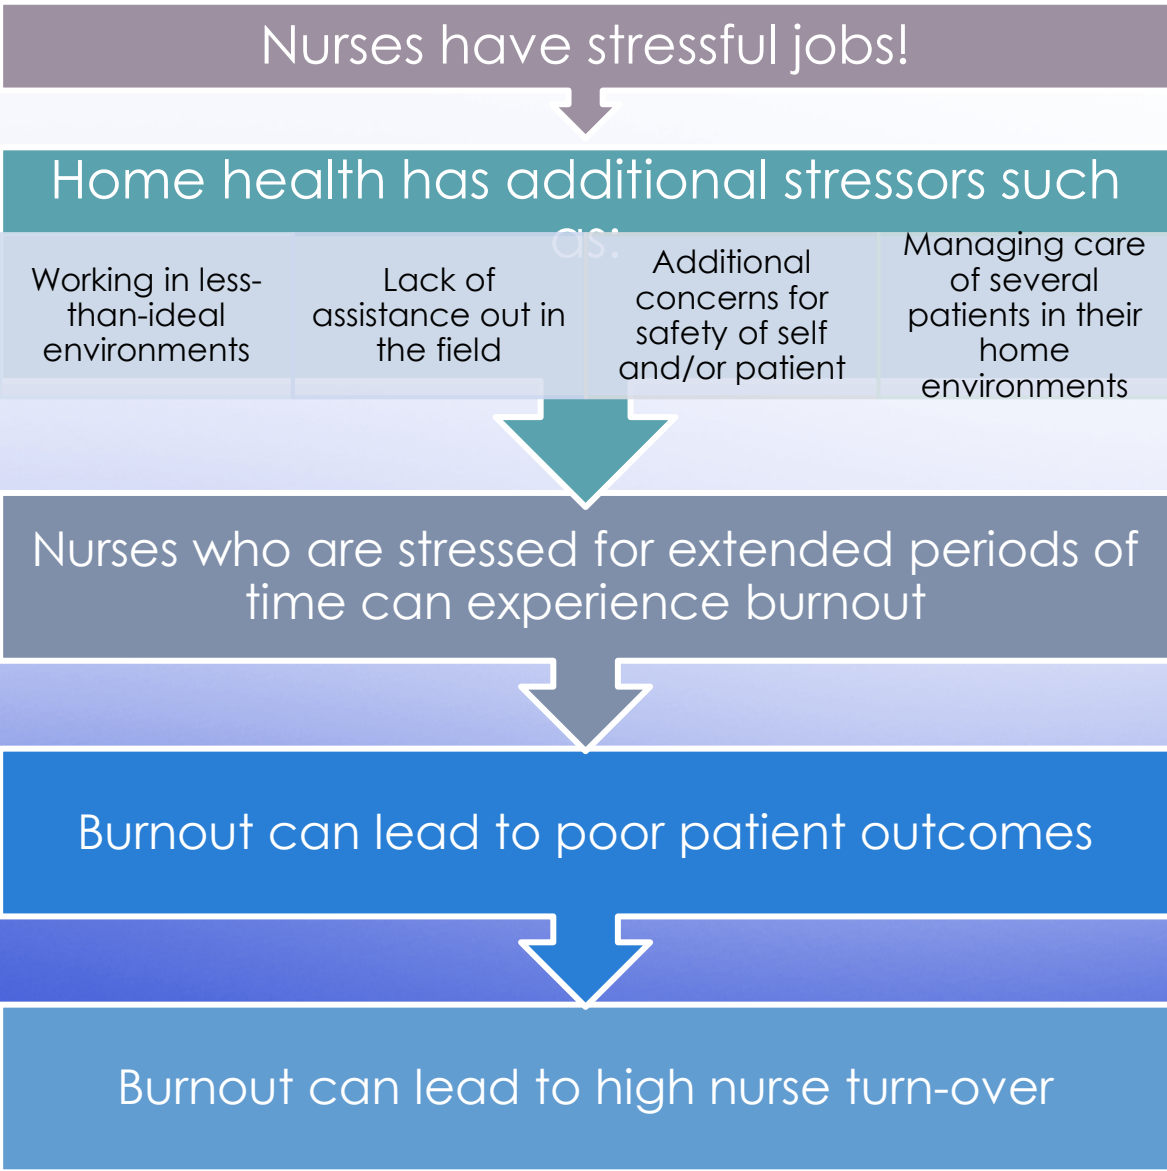 Nurses have stressful jobs!
Home health has additional stressors such
as:
Working in less-
than-ideal
environments
Lack of
assistance out in
the field
Additional
concerns for
safety of self
and/or patient
Managing care
of several
patients in their
home
environments
Nurses who are stressed for extended periods of
time can experience burnout
Burnout can lead to poor patient outcomes
Burnout can lead to high nurse turn-over